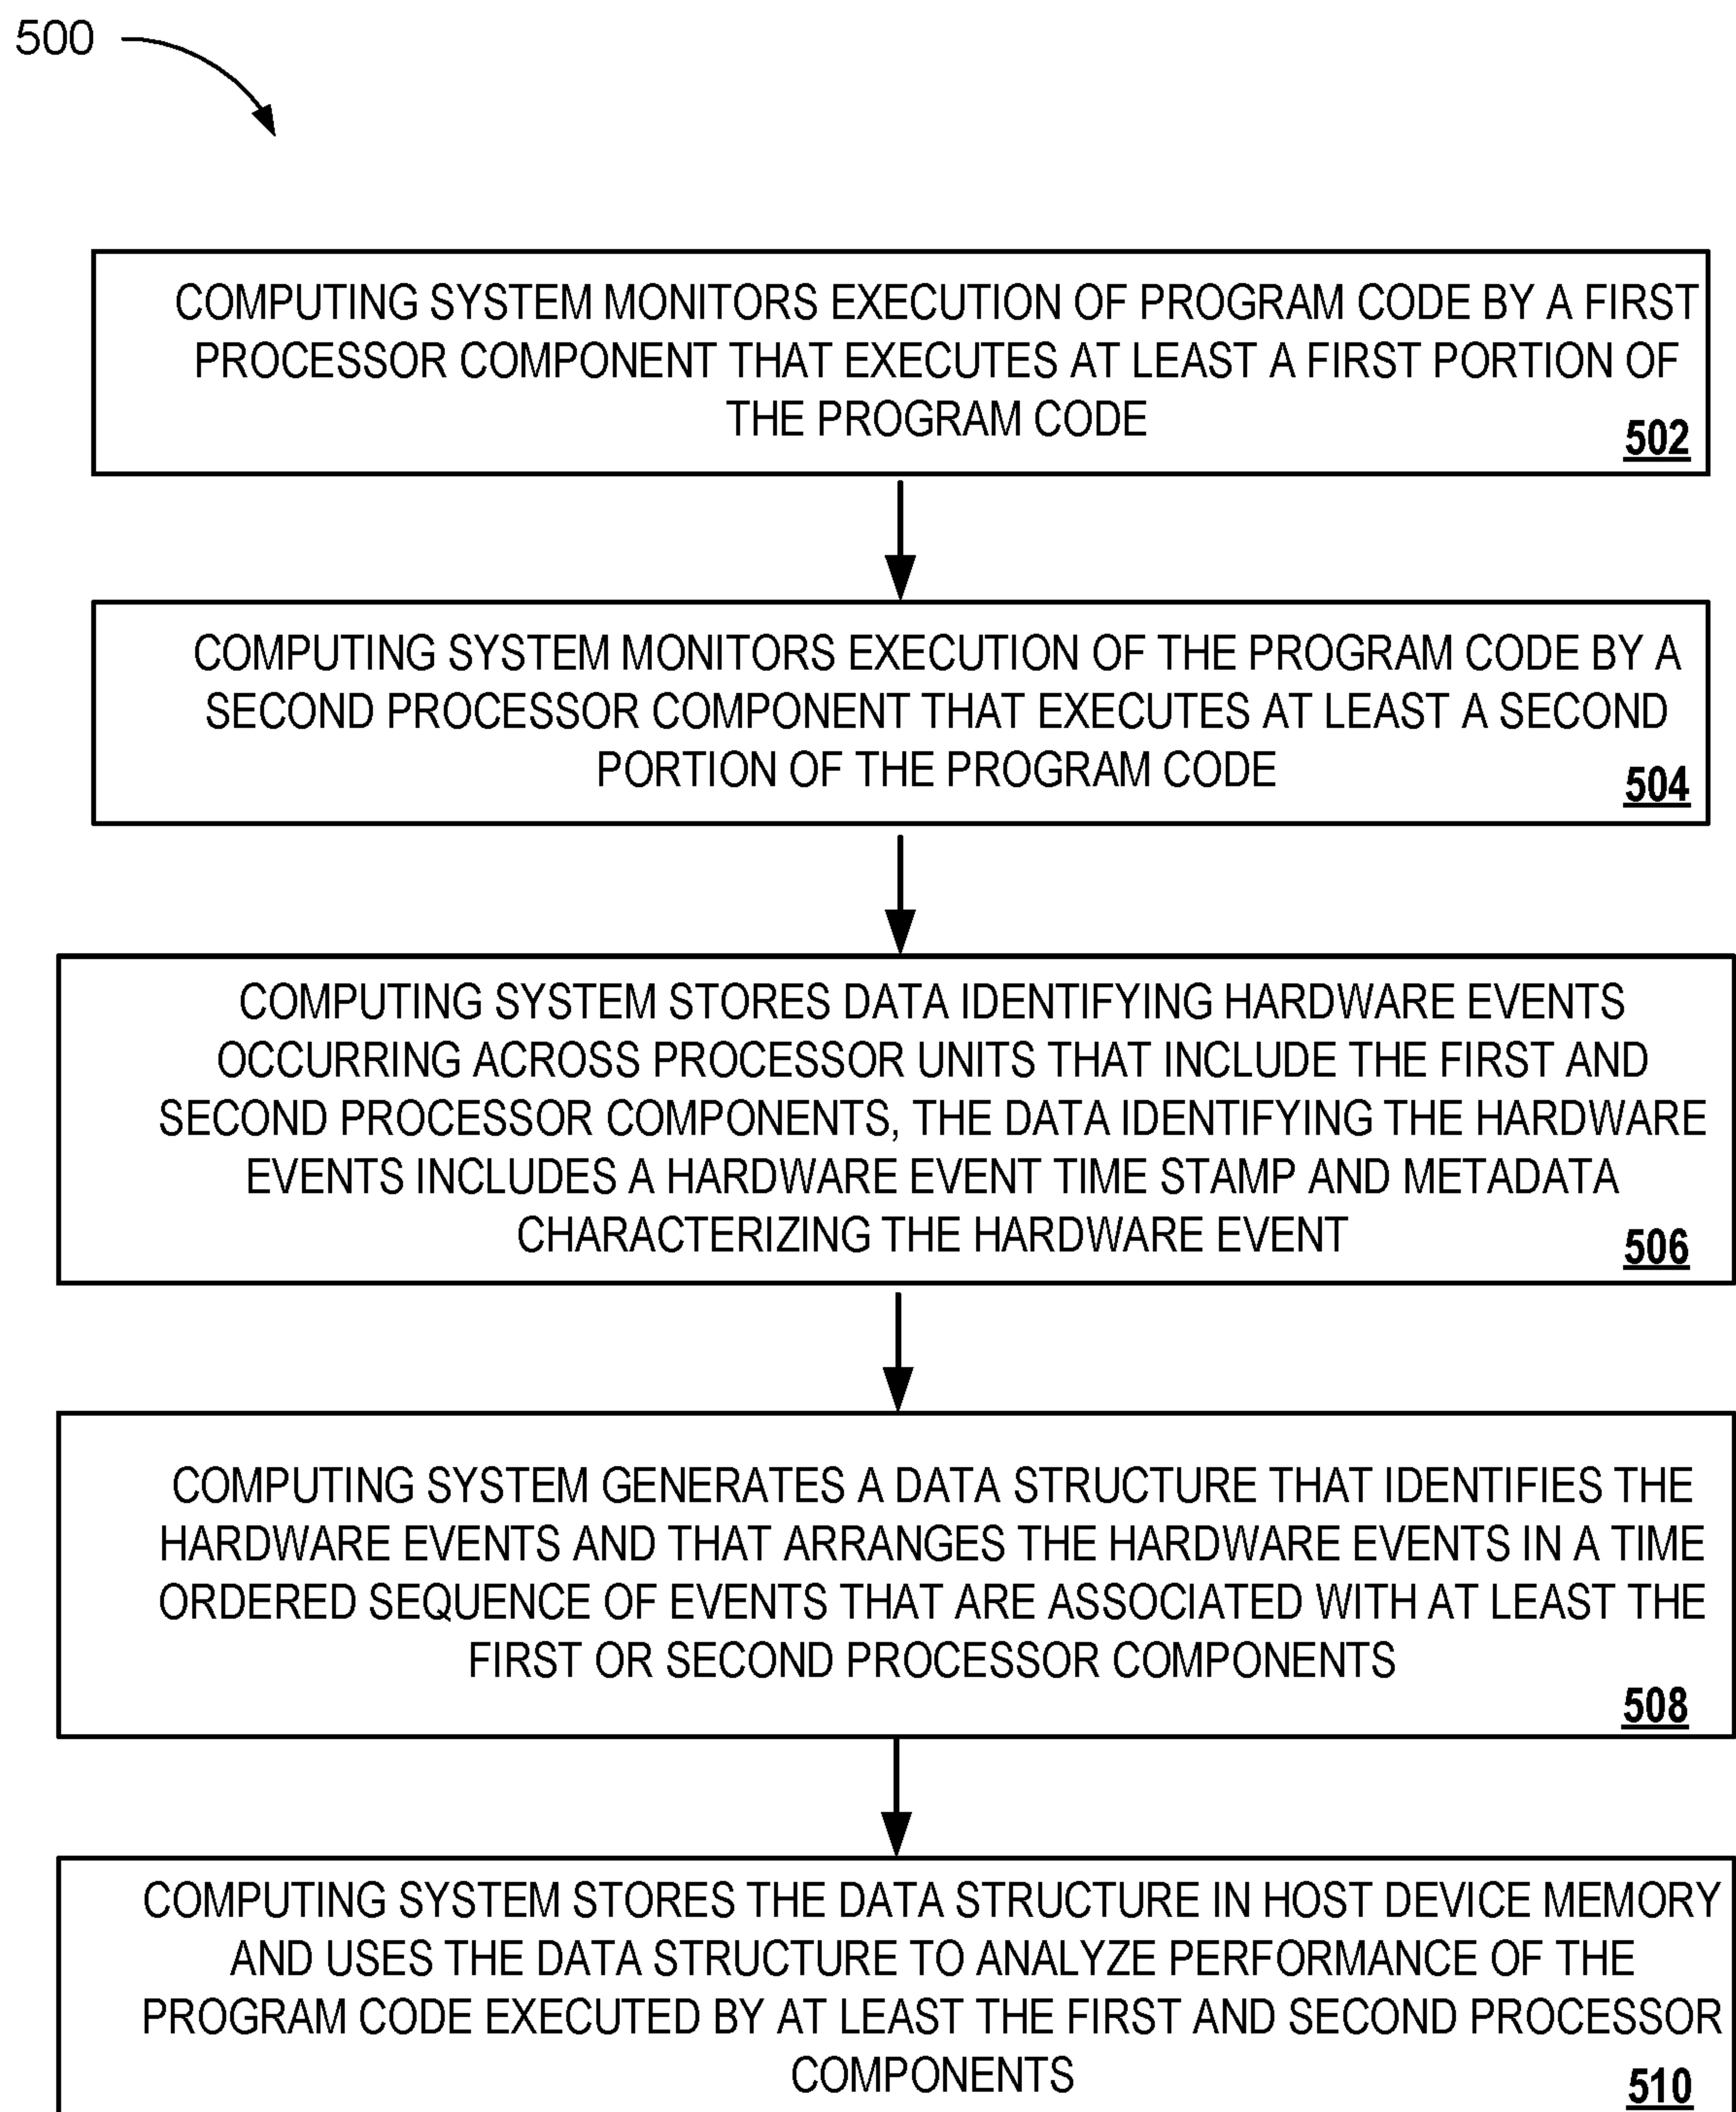 500
COMPUTING SYSTEM MONITORS EXECUTION OF PROGRAM CODE BY A FIRST
PROCESSOR COMPONENT THAT EXECUTES AT LEAST A FIRST PORTION OF
THE PROGRAM CODE
502
COMPUTING SYSTEM MONITORS EXECUTION OF THE PROGRAM CODE BY A
SECOND PROCESSOR COMPONENT THAT EXECUTES AT LEAST A SECOND
PORTION OF THE PROGRAM CODE
504
COMPUTING SYSTEM STORES DATA IDENTIFYING HARDWARE EVENTS
OCCURRING ACROSS PROCESSOR UNITS THAT INCLUDE THE FIRST AND
SECOND PROCESSOR COMPONENTS, THE DATA IDENTIFYING THE HARDWARE
EVENTS INCLUDES A HARDWARE EVENT TIME STAMP AND METADATA
CHARACTERIZING THE HARDWARE EVENT
506
COMPUTING SYSTEM GENERATES A DATA STRUCTURE THAT IDENTIFIES THE
HARDWARE EVENTS AND THAT ARRANGES THE HARDWARE EVENTS IN A TIME
ORDERED SEQUENCE OF EVENTS THAT ARE ASSOCIATED WITH AT LEAST THE
FIRST OR SECOND PROCESSOR COMPONENTS
508
COMPUTING SYSTEM STORES THE DATA STRUCTURE IN HOST DEVICE MEMORY
AND USES THE DATA STRUCTURE TO ANALYZE PERFORMANCE OF THE
PROGRAM CODE EXECUTED BY AT LEAST THE FIRST AND SECOND PROCESSOR
COMPONENTS
510